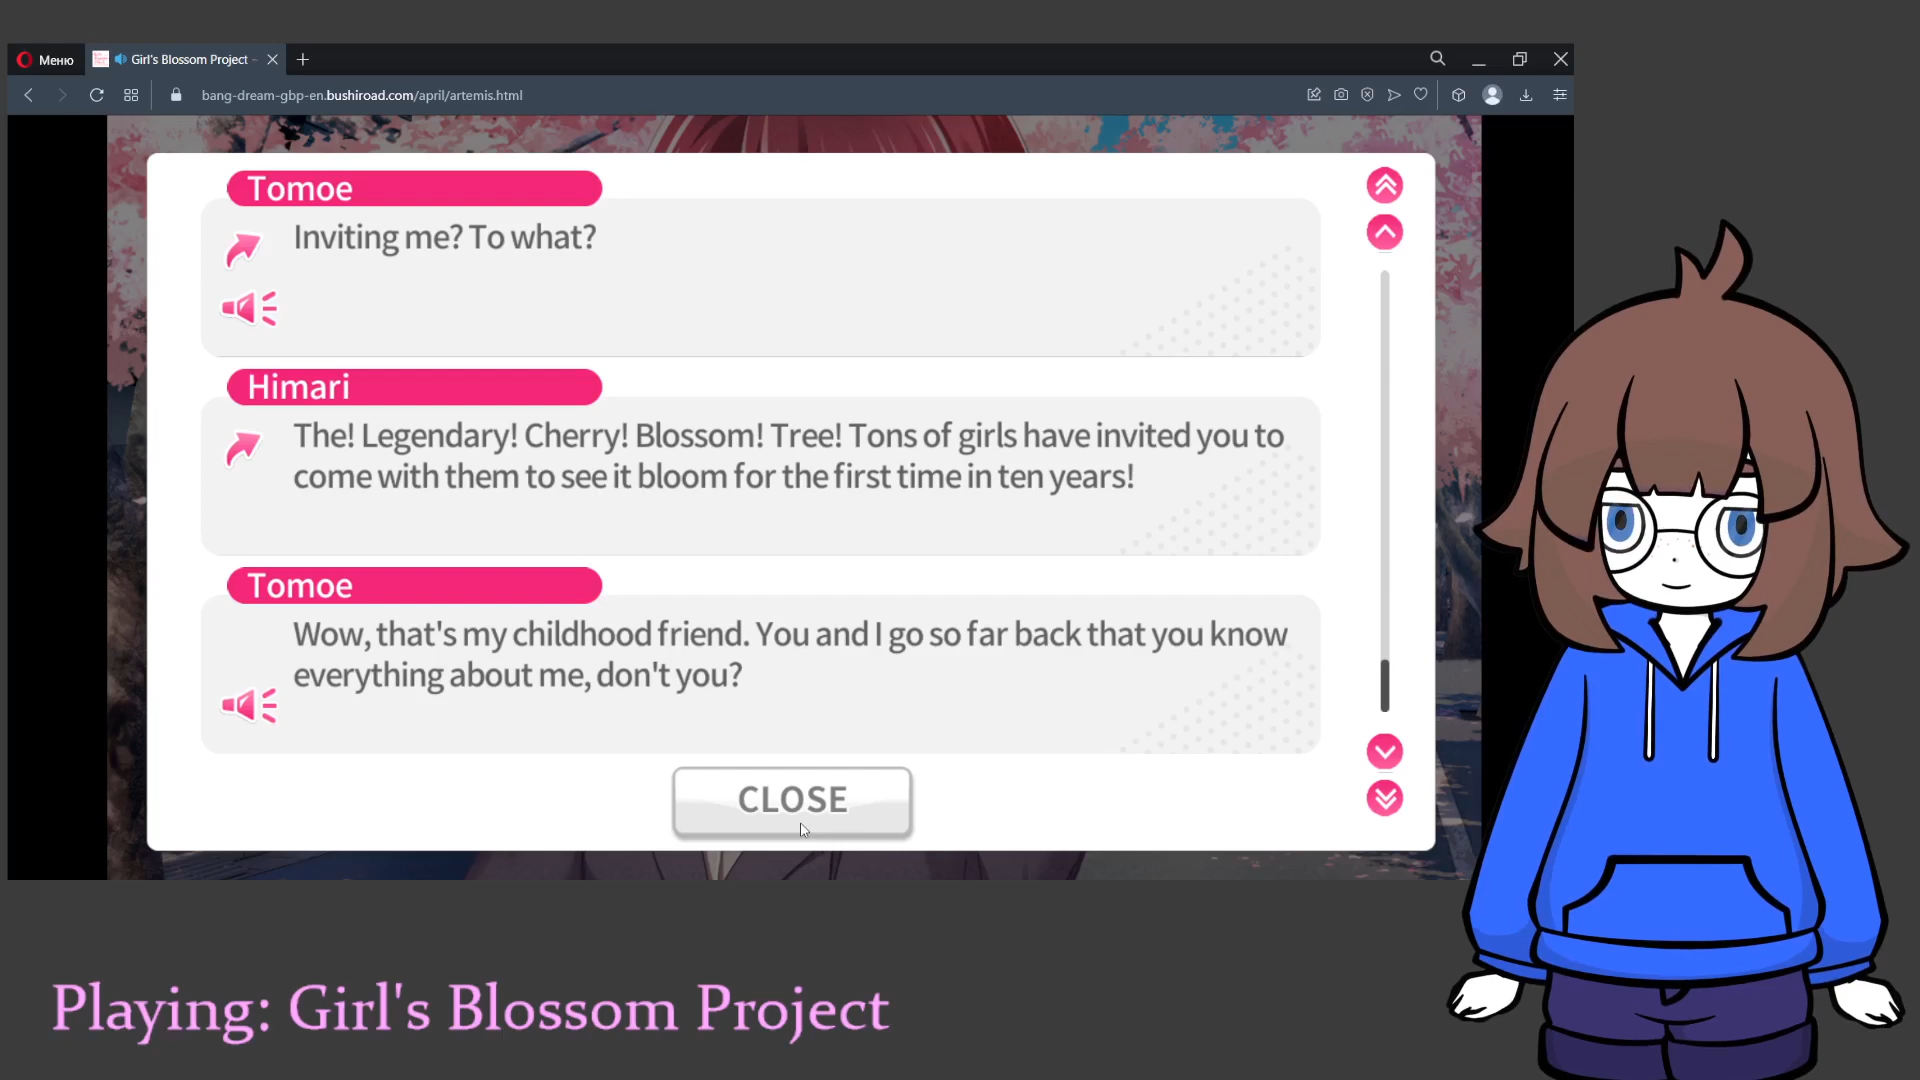 Меню
Girl's Blossom Project -
bang-dream-gbp-en.bushiroad.com/april/artemis.html
Tomoe
Inviting me? To what?
Himari
The! Legendary! Cherry! Blossom! Tree! Tons of girls have invited you to
come with them to see it bloom for the first time in ten years!
Tomoe
Wow, that's my childhood friend. You and I go so far back that you know
everything about me, don't you?
CLOSE
Playing: Girl's Blossom Project